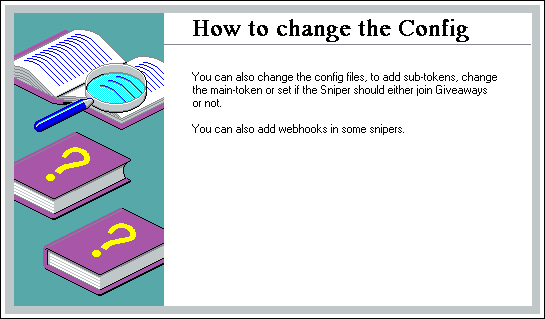 How to change the Config
You can also change the config files, to add sub-tokens, change
the main-token or set if the Sniper should either join Giveaways
or not.
You can also add webhooks in some snipers.